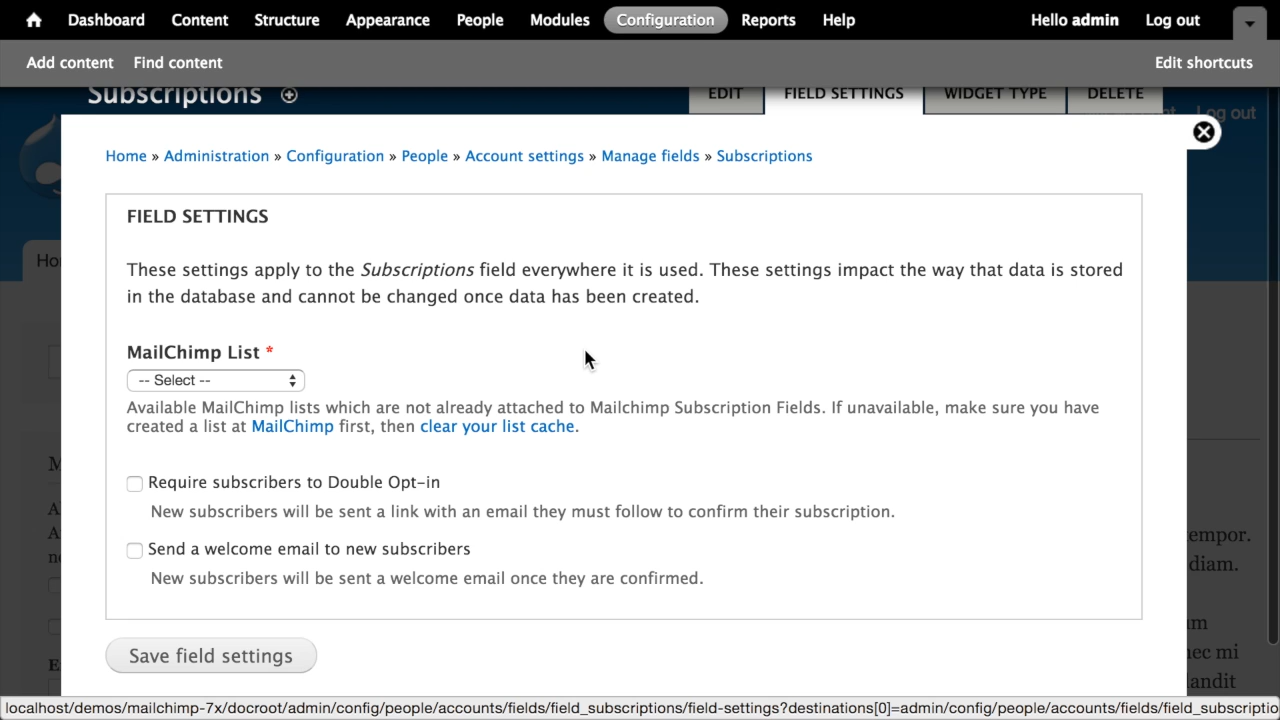 Dashboard Content Structure Appearance People Modules Configuration Reports Help Hello admin Log out
Add content Find content Edit shortcuts
Subscriptions EDIT FIELD SETTINGS WIDGET TYPE DELETE
Log out
Home » Administration » Configuration » People » Account settings » Manage fields » Subscriptions
FIELD SETTINGS
These settings apply to the Subscriptions field everywhere it is used. These settings impact the way that data is stored
in the database and cannot be changed once data has been created.
MailChimp List *
-- Select --
Available MailChimp lists which are not already attached to Mailchimp Subscription Fields. If unavailable, make sure you have
created a list at MailChimp first, then clear your list cache.
Require subscribers to Double Opt-in
New subscribers will be sent a link with an email they must follow to confirm their subscription.
Send a welcome email to new subscribers
New subscribers will be sent a welcome email once they are confirmed.
Save field settings
empor.
diam.
ec mi
landit
localhost/demos/mailchimp-7x/docroot/admin/config/people/accounts/fields/field_subscriptions/field-settings?destinations[0]=admin/config/people/accounts/fields/field_subscriptio